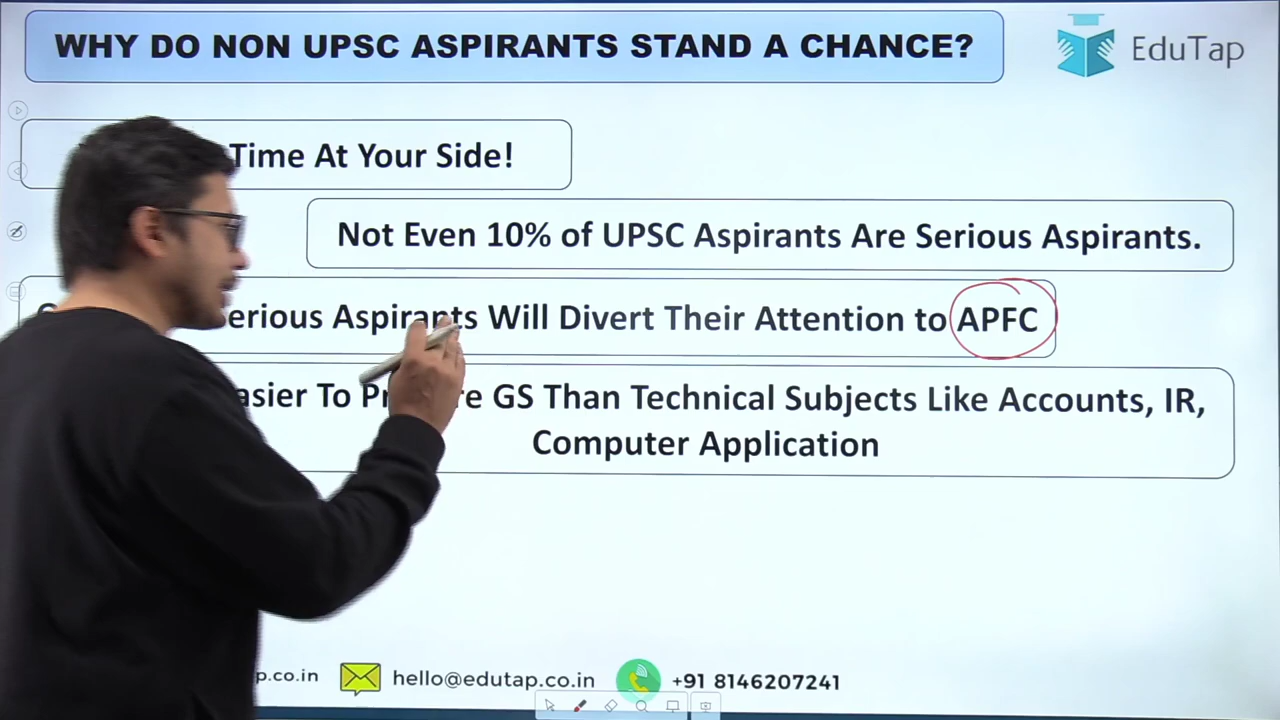 WHY DO NON UPSC ASPIRANTS STAND A CHANCE?
EduTap
Time At Your Side!
Not Even 10% of UPSC Aspirants Are Serious Aspirants.
erious Aspirants Will Divert Their Attention to APFC
asier To Pr re GS Than Technical Subjects Like Accounts, IR,
Computer Application
p.co.in
hello@edutap.co.in
+91 8146207241